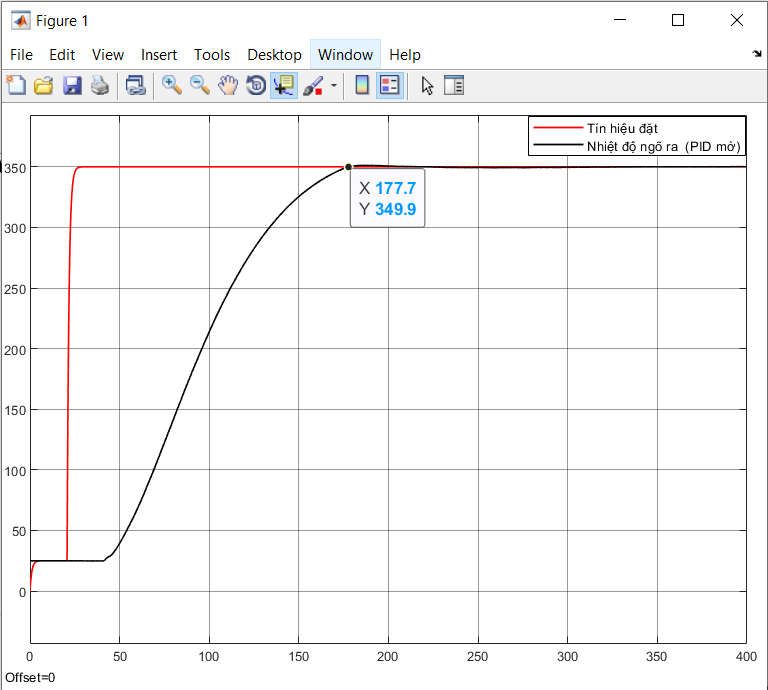 Figure 1
File Edit View Insert Tools Desktop Window Help
Tín hiệu đặt
Nhiệt độ ngõ ra (PID mờ)
X 177.7
Y 349.9
350
300
250
200
150
100
50
0
0 50 100 150 200 250 300 350 400
Offset=0